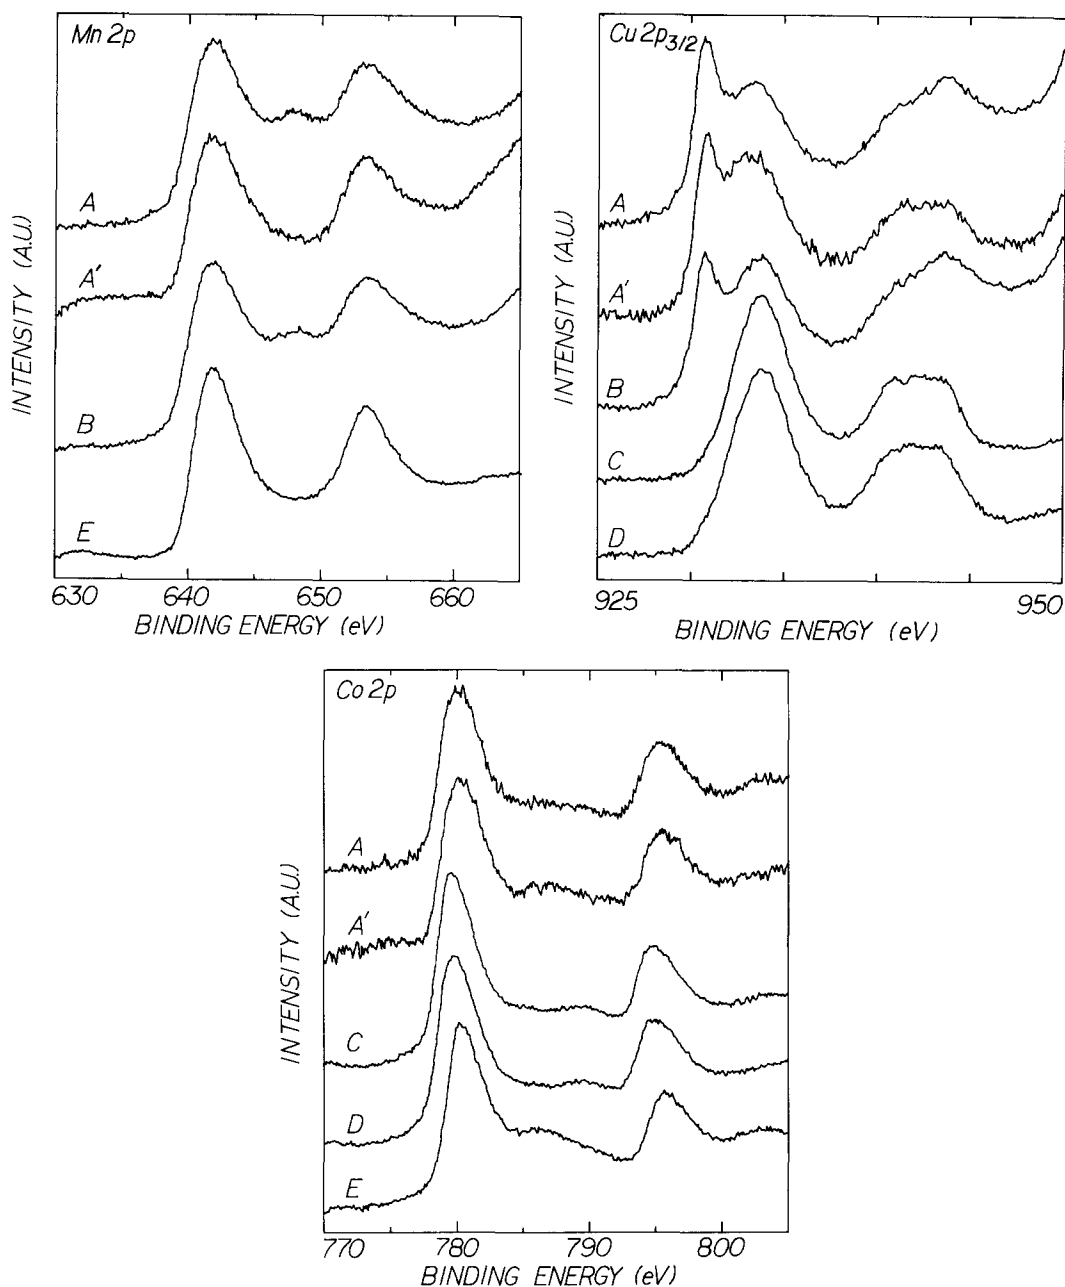 Mn 2p
A
A'
B
E
INTENSITY (A.U.)
630 640 650 660
BINDING ENERGY (eV)
Cu 2p3/2
A
A'
B
C
D
INTENSITY (A.U.)
925 950
BINDING ENERGY (eV)
Co 2p
A
A'
C
D
E
INTENSITY (A.U.)
770 780 790 800
BINDING ENERGY (eV)